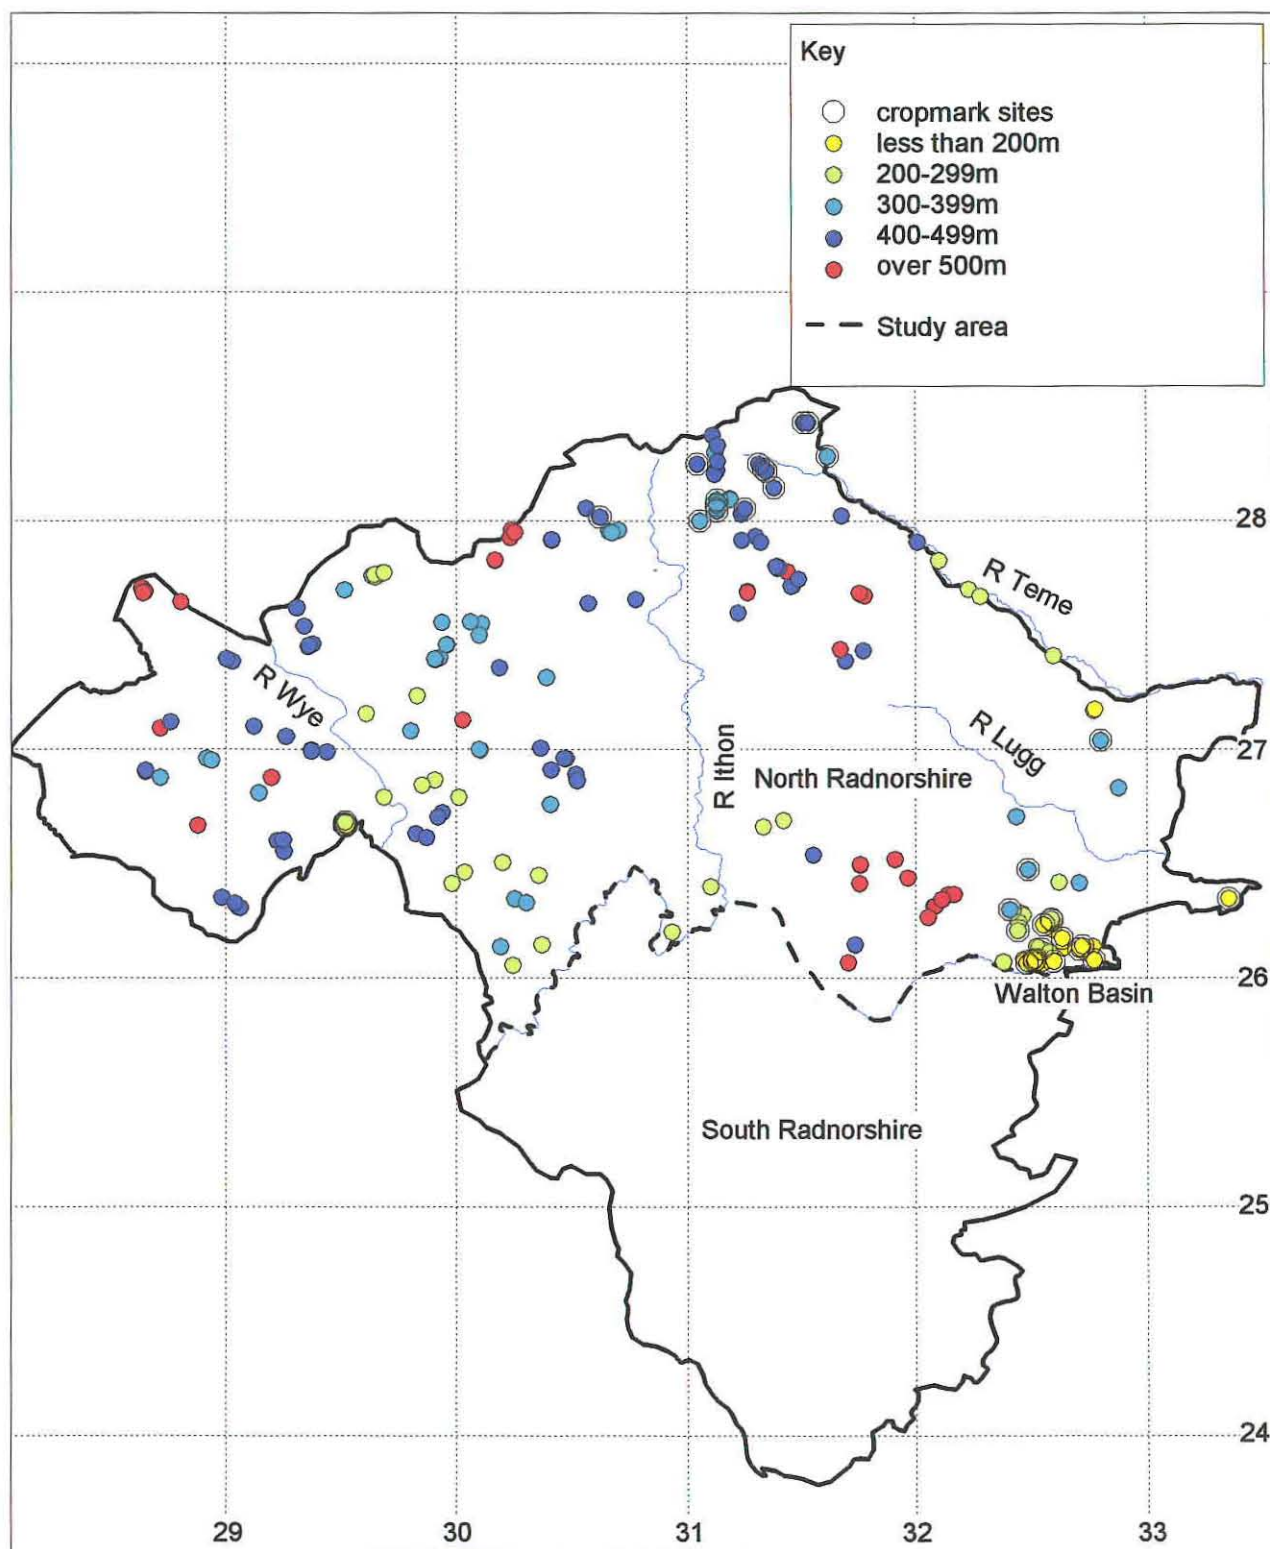 Key
cropmark sites
less than 200m
200-299m
300-399m
400-499m
over 500m
Study area
28
R Teme
R Wye
R Ithon
R Lugg
27
North Radnorshire
26
Walton Basin
South Radnorshire
25
24
29
30
31
32
33